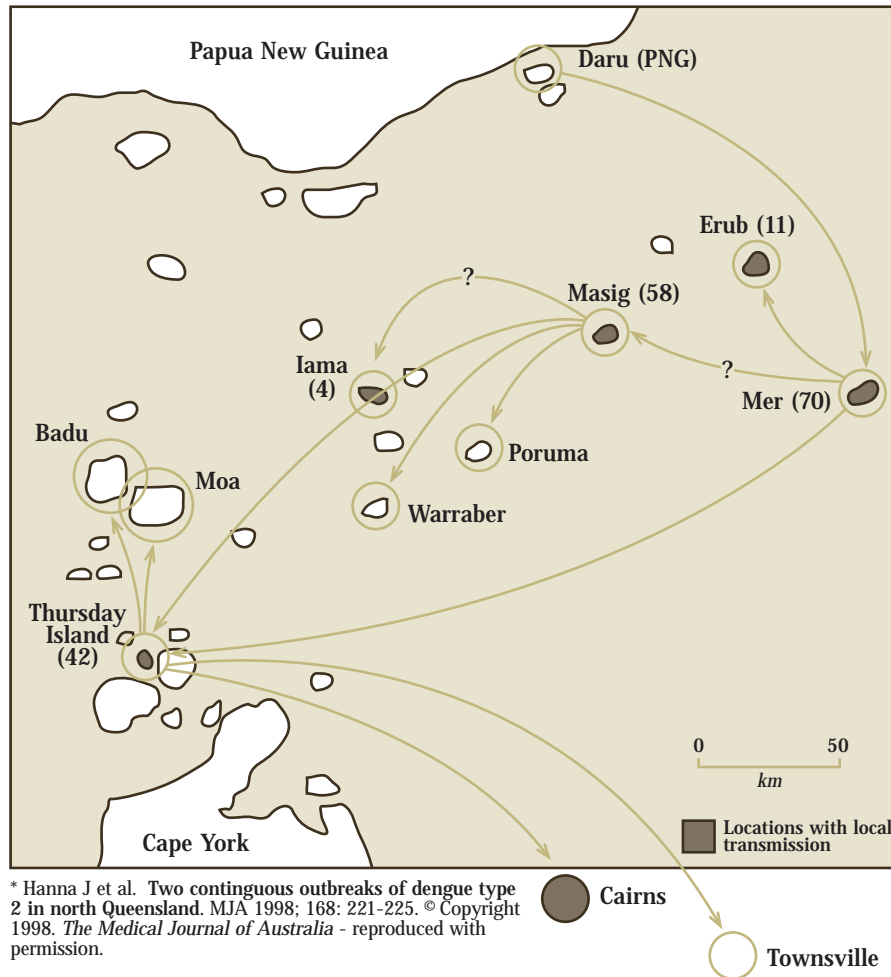 Papua New Guinea
Daru (PNG)
Erub (11)
?
Masig (58)
Iama
(4)
?
Mer (70)
Badu
Moa
Poruma
Warraber
Thursday
Island
(42)
0 50
km
Cape York
Locations with local
transmission
* Hanna J et al. Two continguous outbreaks of dengue type
2 in north Queensland. MJA 1998; 168: 221-225. © Copyright
1998. The Medical Journal of Australia - reproduced with
permission.
Cairns
Townsville